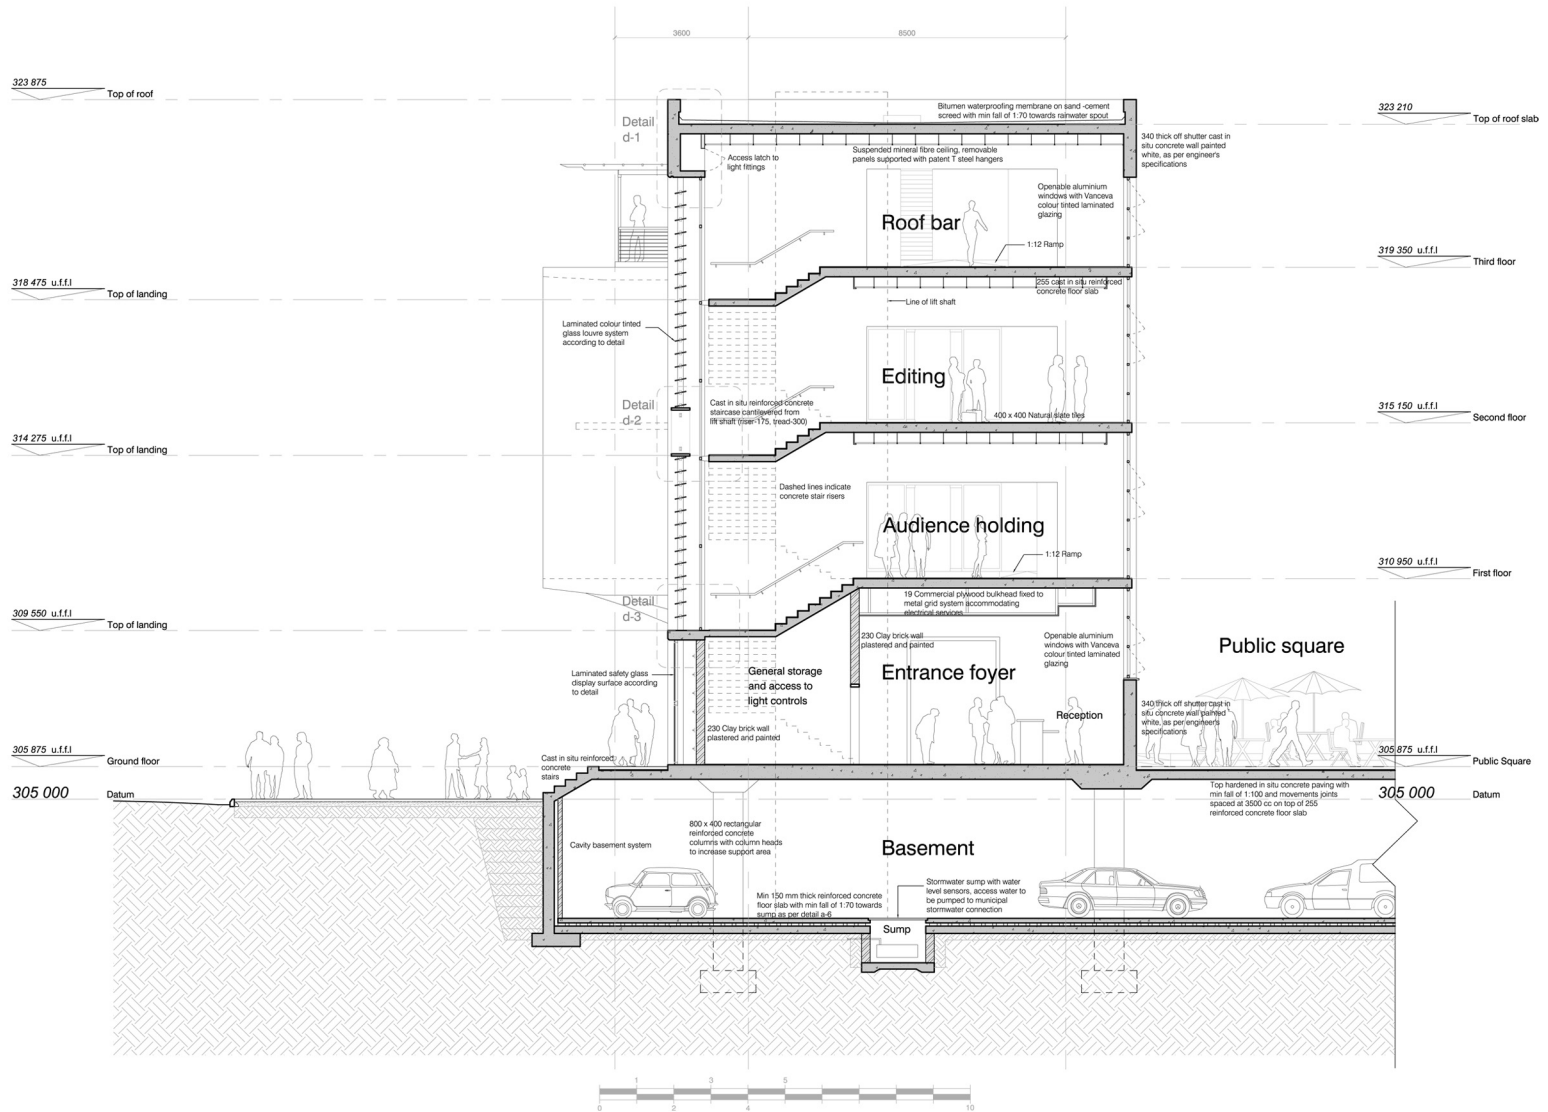 3600
8500
323 875
Top of roof
Detail
d-1
Bitumen waterproofing membrane on sand -cement
screed with min fall of 1:70 towards rainwater spout
323 210
Top of roof slab
340 thick off shutter cast in
situ concrete wall painted
white, as per engineer's
specifications
Access latch to
light fittings
Suspended mineral fibre ceiling, removable
panels supported with patent T steel hangers
Openable aluminium
windows with Vanceva
colour tinted laminated
glazing
Roof bar
1:12 Ramp
319 350 u.f.f.l
Third floor
318 475 u.f.f.l
Top of landing
255 cast in situ reinforced
concrete floor slab
Line of lift shaft
Laminated colour tinted
glass louvre system
according to detail
Editing
Detail
d-2
Cast in situ reinforced concrete
staircase cantilevered from
lift shaft (riser-175, tread-300)
400 x 400 Natural slate tiles
315 150 u.f.f.l
Second floor
314 275 u.f.f.l
Top of landing
Dashed lines indicate
concrete stair risers
Audience holding
1:12 Ramp
310 950 u.f.f.l
First floor
Detail
d-3
19 Commercial plywood bulkhead fixed to
metal grid system accommodating
electrical services
309 550 u.f.f.l
Top of landing
230 Clay brick wall
plastered and painted
Openable aluminium
windows with Vanceva
colour tinted laminated
glazing
Public square
Laminated safety glass
display surface according
to detail
General storage
and access to
light controls
Entrance foyer
Reception
340 thick off shutter cast in
situ concrete wall painted
white, as per engineer's
specifications
230 Clay brick wall
plastered and painted
305 875 u.f.f.l
Ground floor
Cast in situ reinforced
concrete
stairs
305 875 u.f.f.l
Public Square
305 000
Datum
Top hardened in situ concrete paving with
min fall of 1:100 and movements joints
spaced at 3500 cc on top of 255
reinforced concrete floor slab
305 000
Datum
800 x 400 rectangular
reinforced concrete
columns with column heads
to increase support area
Cavity basement system
Basement
Min 150 mm thick reinforced concrete
floor slab with min fall of 1:70 towards
sump as per detail a-6
Stormwater sump with water
level sensors, access water to
be pumped to municipal
stormwater connection
Sump
1 3 5
0 2 4 6 10